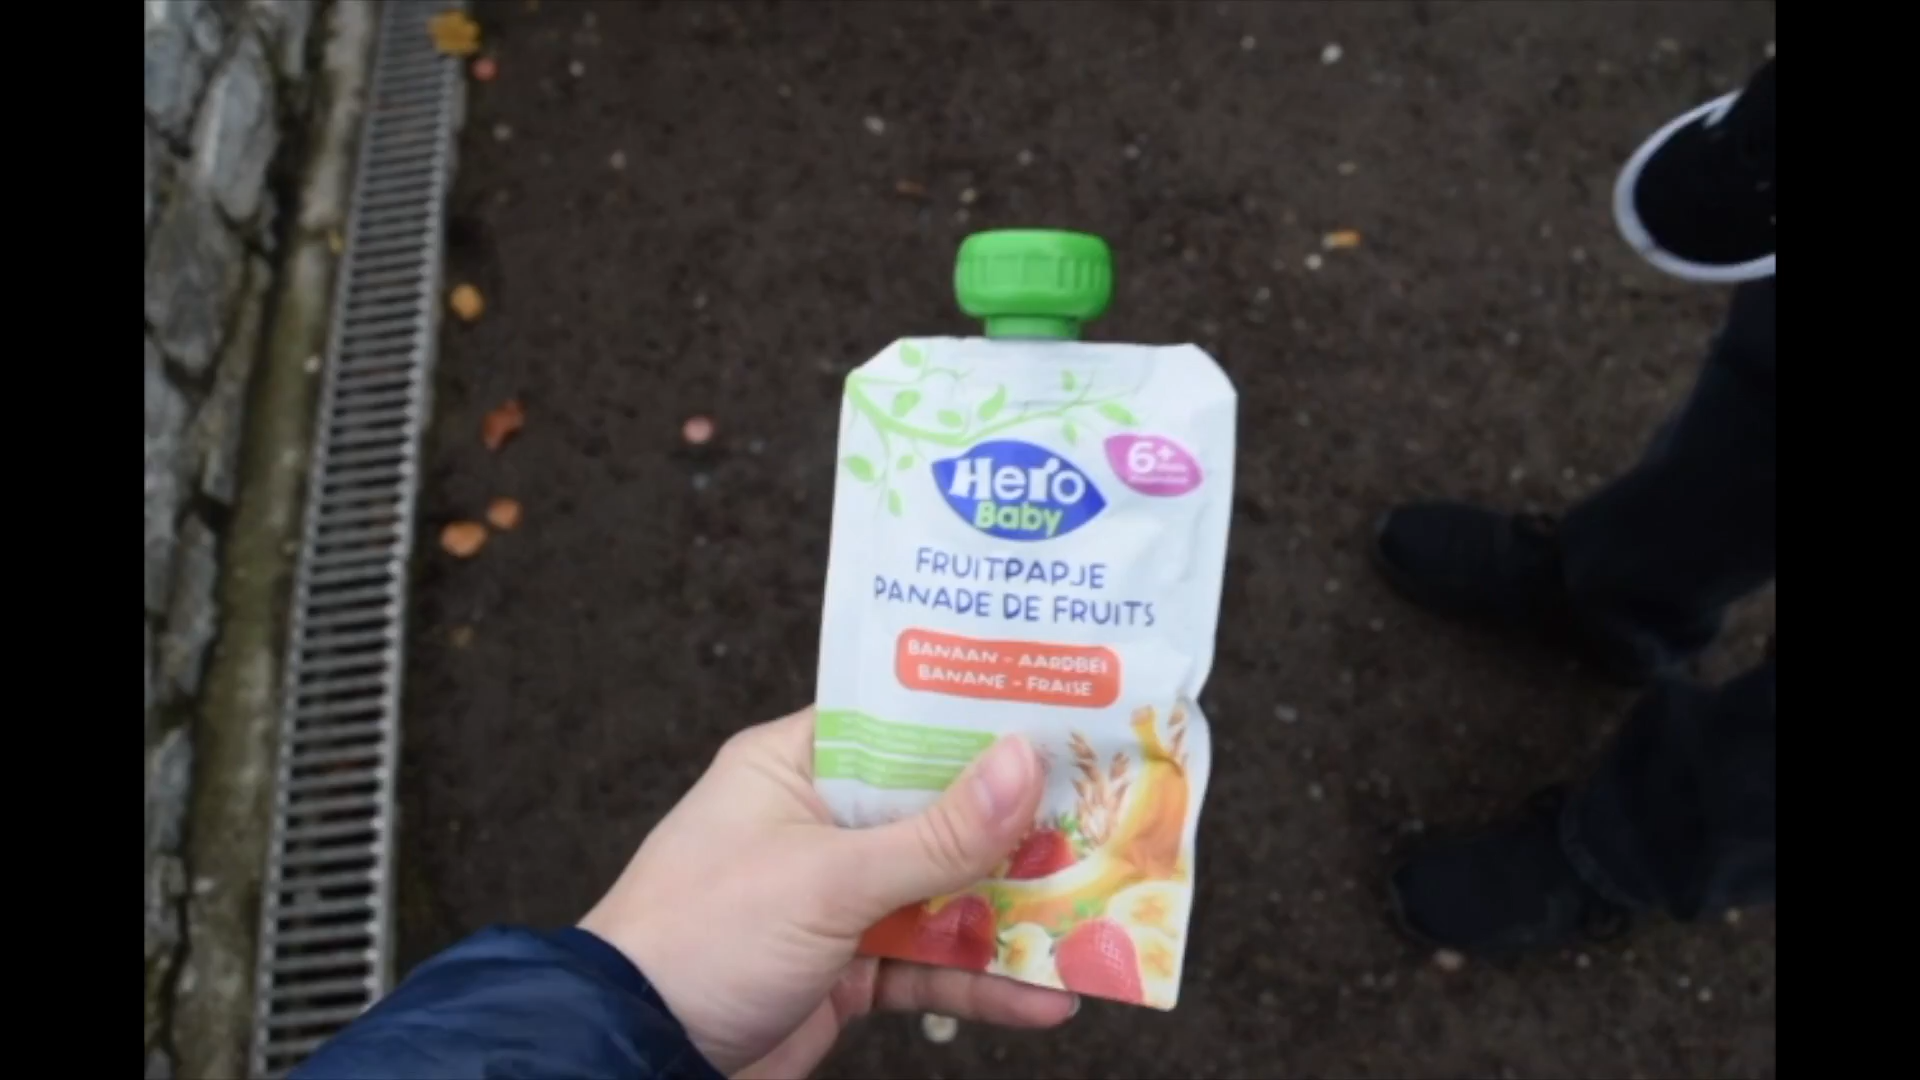 Hero
Baby
6+
FRUITPAPJE
PANADE DE FRUITS
BANAAN - AARDBEI
BANANE - FRAISE